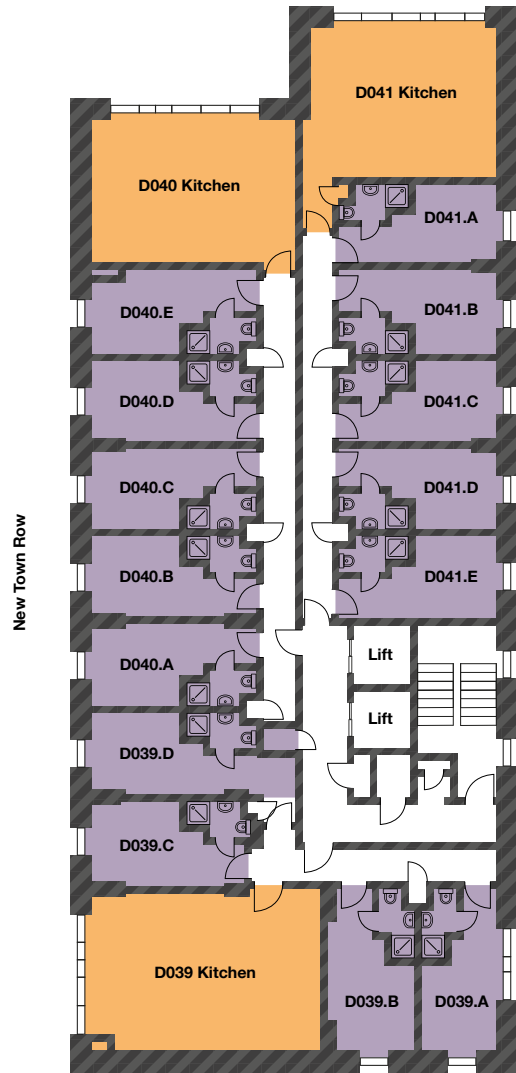 D041 Kitchen
D040 Kitchen
D041.A
D040.E
D041.B
D040.D
D041.C
D040.C
D041.D
New Town Row
D040.B
D041.E
D040.A
Lift
Lift
D039.D
D039.C
D039 Kitchen
D039.B
D039.A